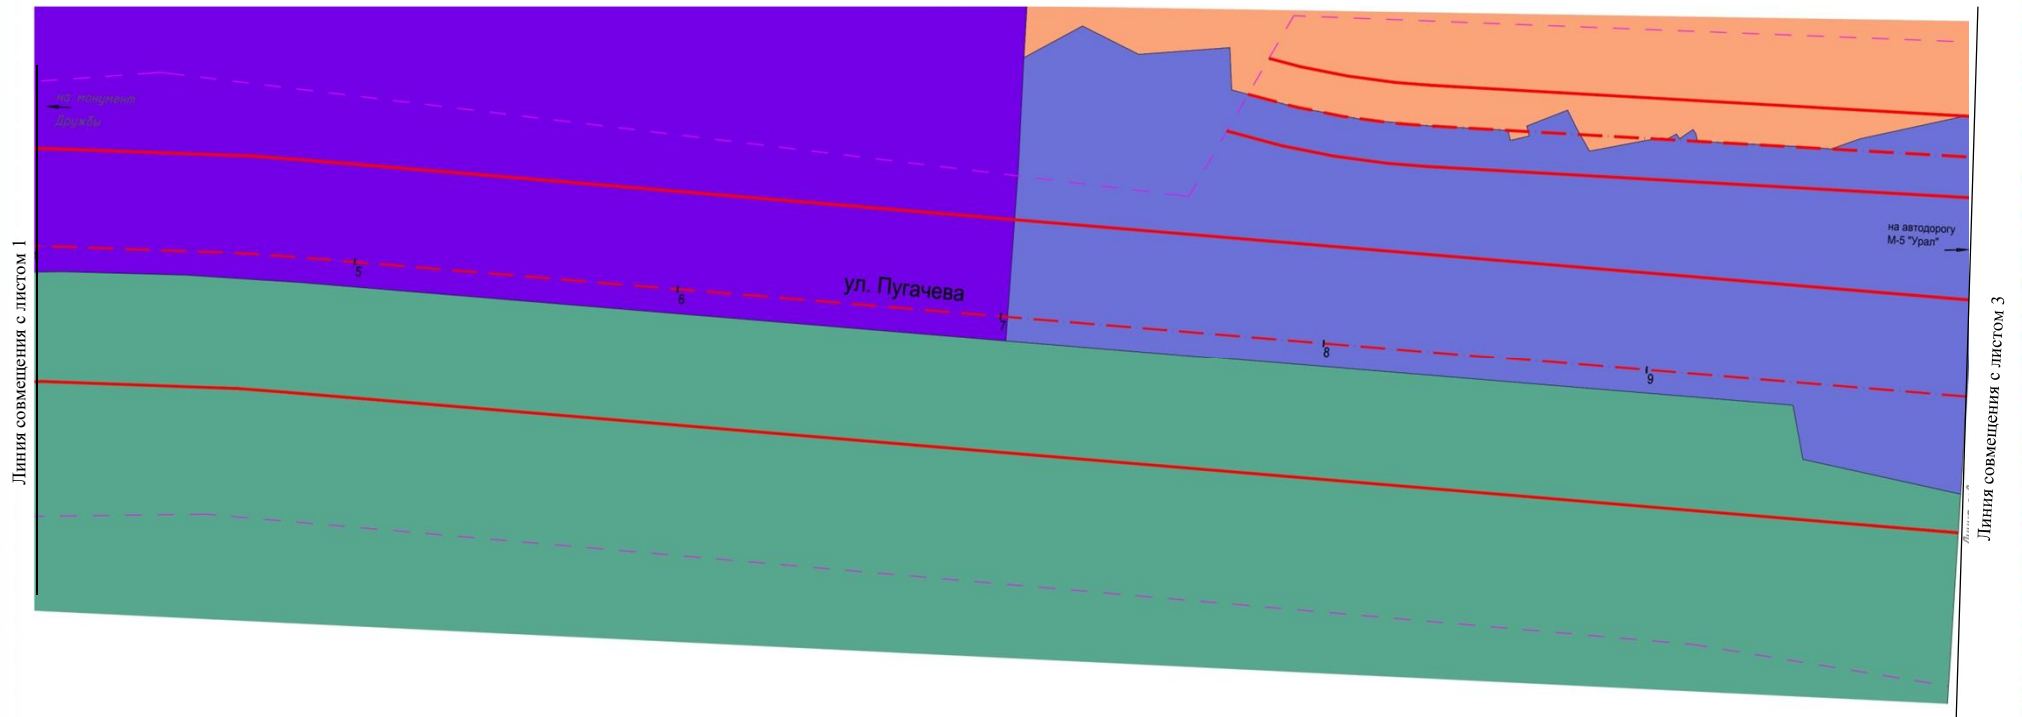 Линия совмещения с листом 1
на монумент
Дружбы
5
6
ул. Пугачева
7
8
9
на автодорогу
М-5 "Урал"
Линия совмещения с листом 3